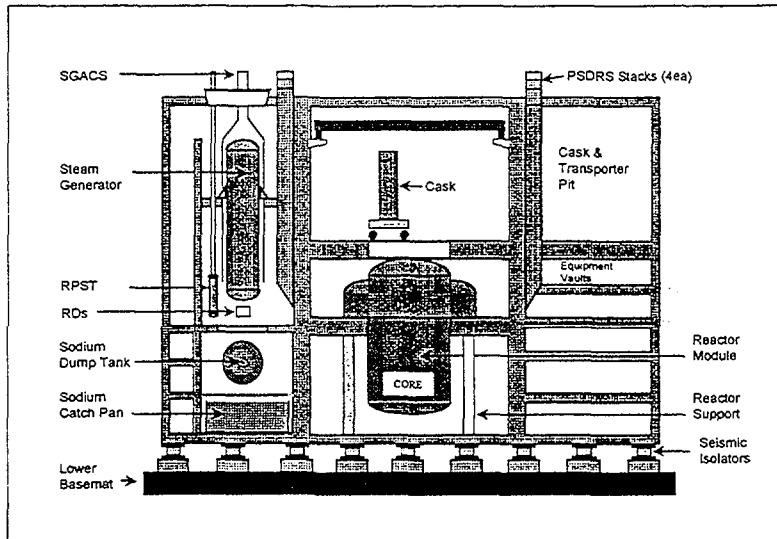 SGACS
PSDRS Stacks (4ea)
Steam
Generator
Cask
Cask &
Transporter
Pit
Equipment
Vaults
RPST
RDs
Sodium
Dump Tank
Reactor
Module
CORE
Sodium
Catch Pan
Reactor
Support
Seismic
Isolators
Lower
Basemat